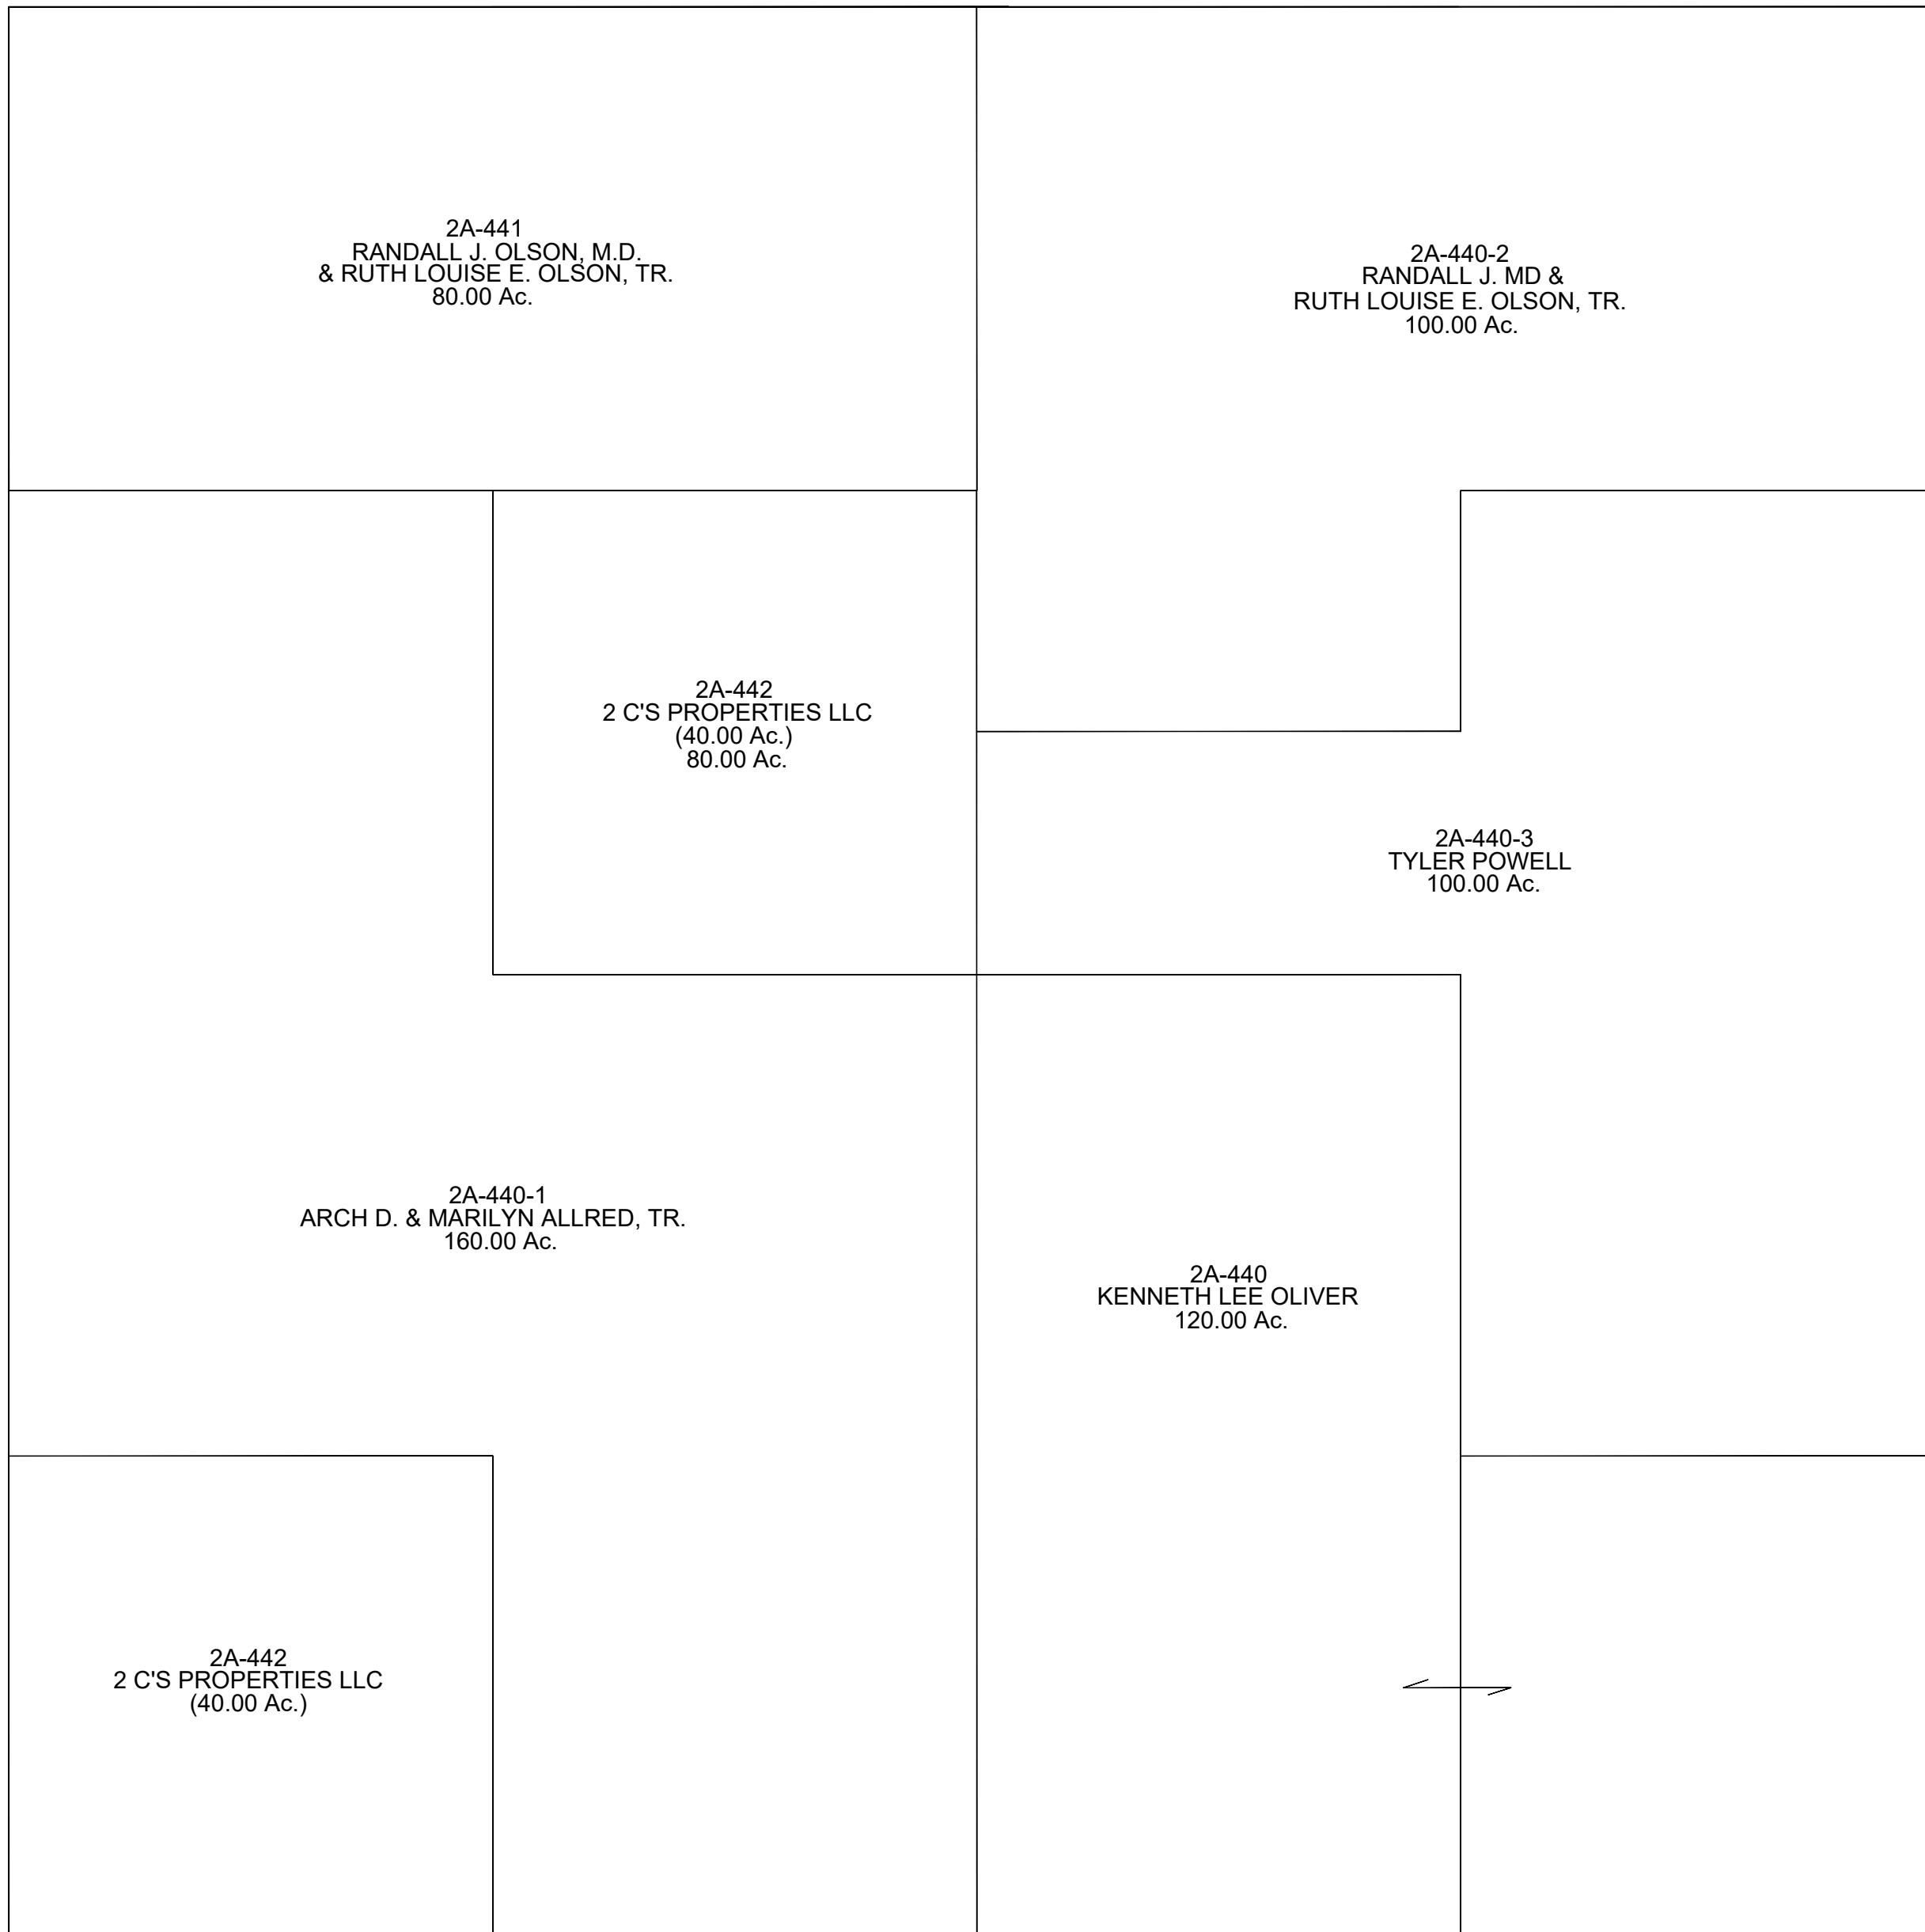 2A-441
RANDALL J. OLSON, M.D.
& RUTH LOUISE E. OLSON, TR.
80.00 Ac.
2A-440-2
RANDALL J. MD &
RUTH LOUISE E. OLSON, TR.
100.00 Ac.
2A-442
2 C'S PROPERTIES LLC
(40.00 Ac.)
80.00 Ac.
2A-440-3
TYLER POWELL
100.00 Ac.
2A-440-1
ARCH D. & MARILYN ALLRED, TR.
160.00 Ac.
2A-440
KENNETH LEE OLIVER
120.00 Ac.
2A-442
2 C'S PROPERTIES LLC
(40.00 Ac.)